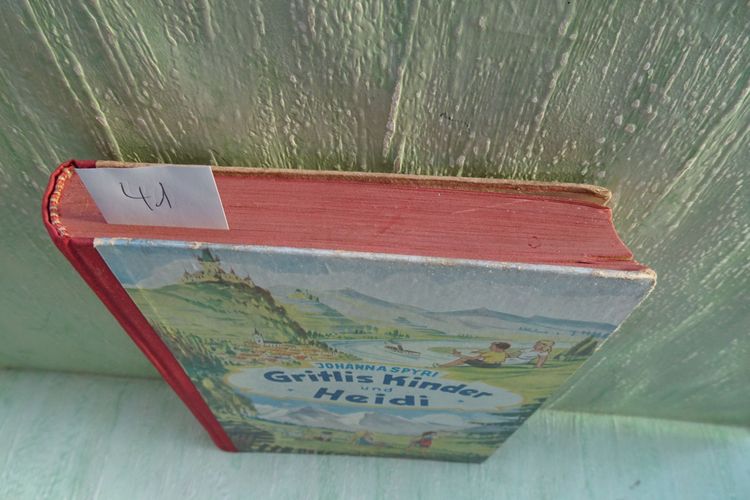 41
JOHANNA SPYRI
Gritlis Kinder
und
Heidi